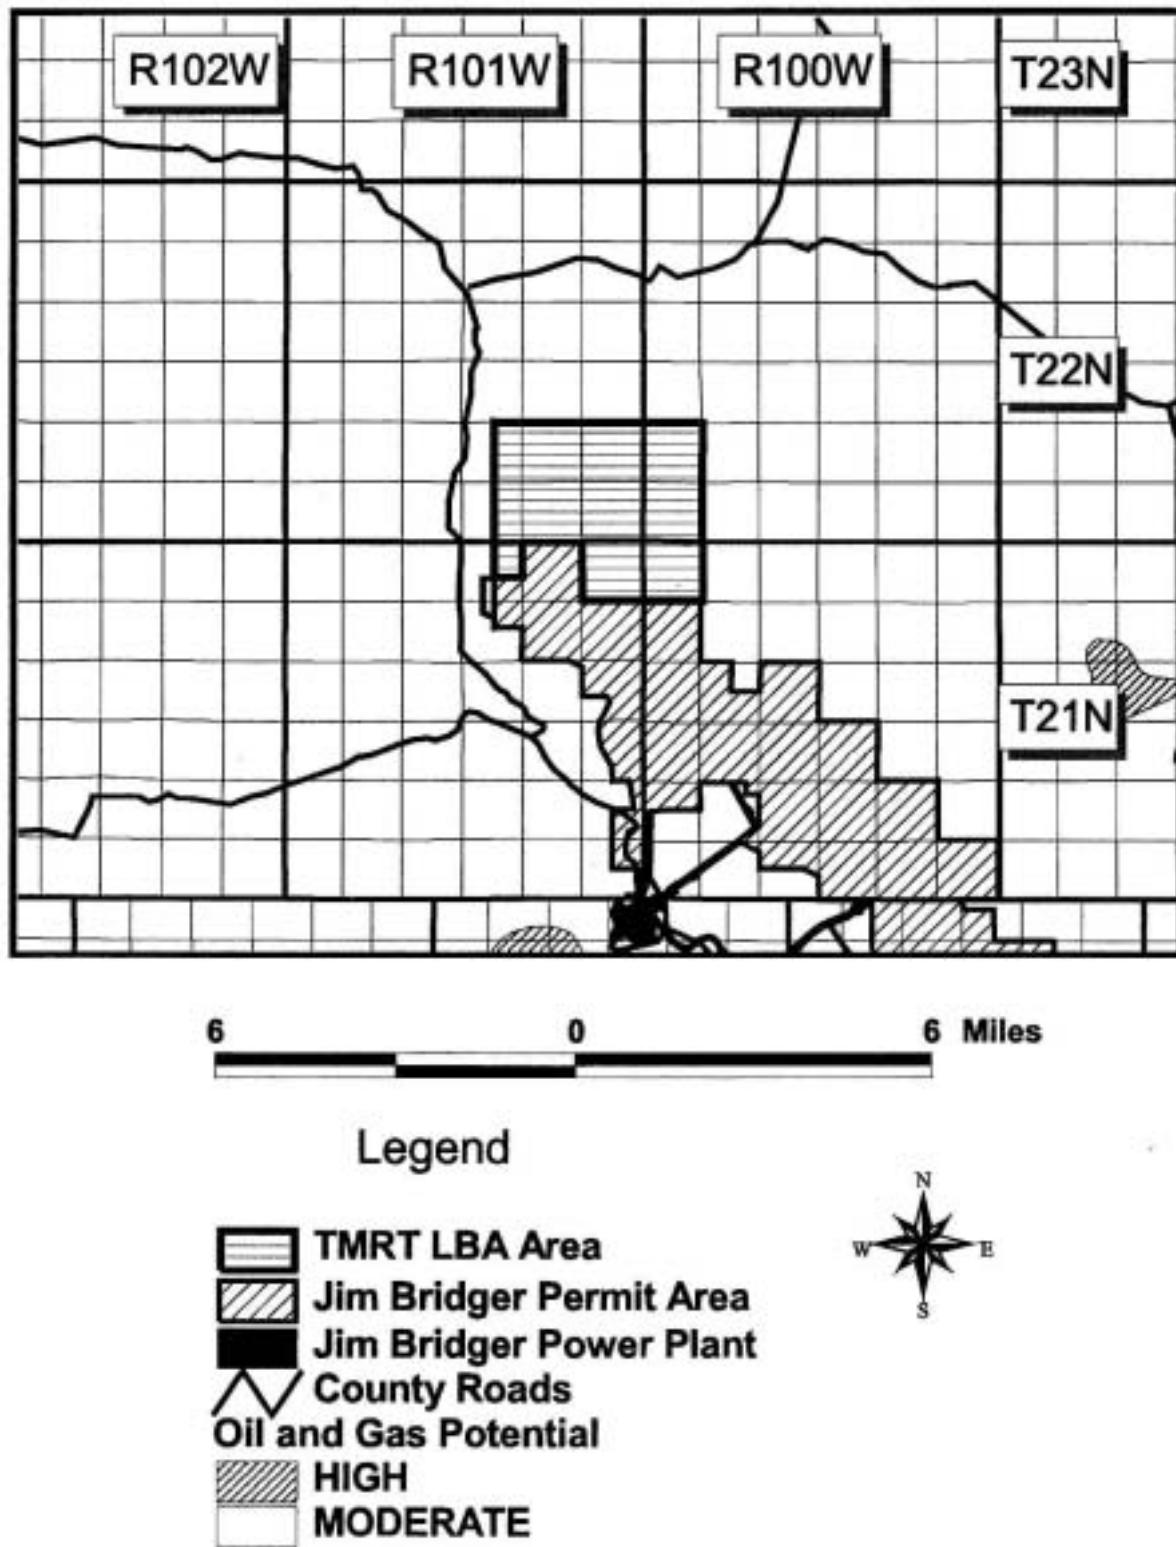 R102W R101W R100W T23N
T22N
T21N
6 0 6 Miles
Legend
N
W E
S
TMRT LBA Area
Jim Bridger Permit Area
Jim Bridger Power Plant
County Roads
Oil and Gas Potential
HIGH
MODERATE